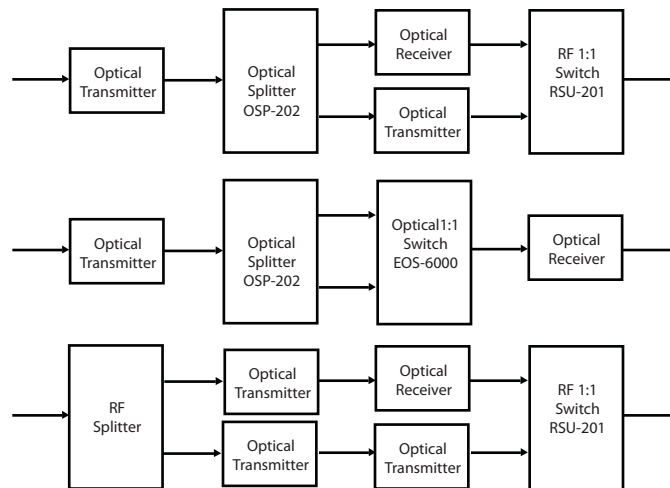 Optical
Transmitter
Optical
Splitter
OSP-202
Optical
Receiver
Optical
Transmitter
RF 1:1
Switch
RSU-201
Optical
Transmitter
Optical
Splitter
OSP-202
Optical1:1
Switch
EOS-6000
Optical
Receiver
RF
Splitter
Optical
Transmitter
Optical
Transmitter
Optical
Receiver
Optical
Transmitter
RF 1:1
Switch
RSU-201